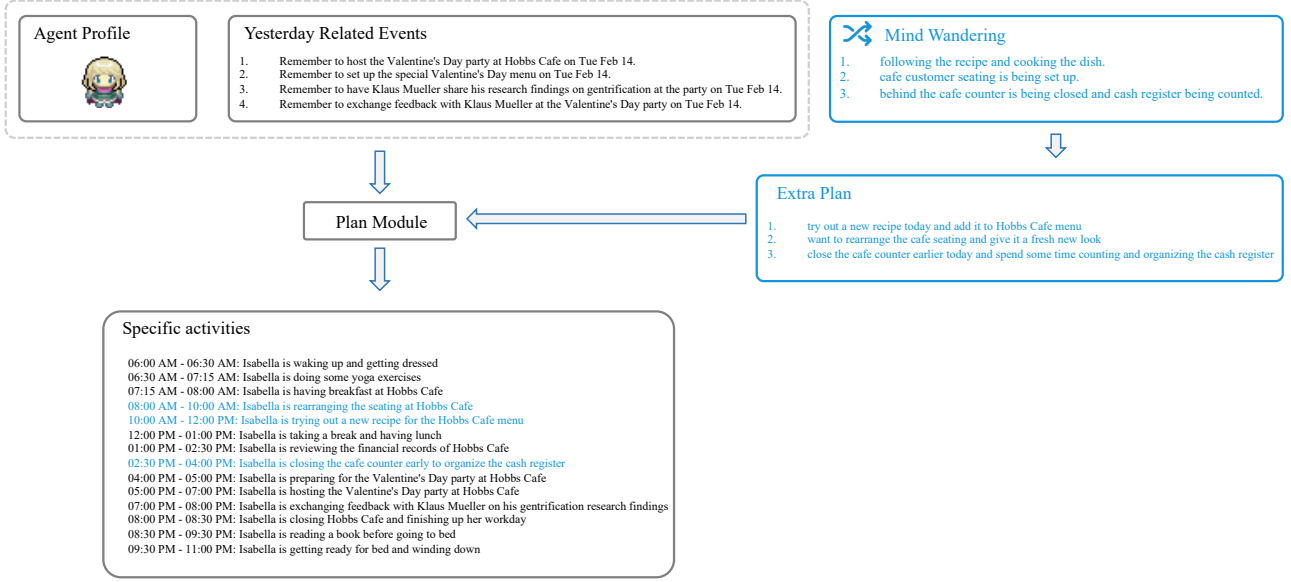 Agent Profile
Yesterday Related Events
1. Remember to host the Valentine's Day party at Hobbs Cafe on Tue Feb 14.
2. Remember to set up the special Valentine's Day menu on Tue Feb 14.
3. Remember to have Klaus Mueller share his research findings on gentrification at the party on Tue Feb 14.
4. Remember to exchange feedback with Klaus Mueller at the Valentine's Day party on Tue Feb 14.
Mind Wandering
1. following the recipe and cooking the dish.
2. cafe customer seating is being set up.
3. behind the cafe counter is being closed and cash register being counted.
Extra Plan
1. try out a new recipe today and add it to Hobbs Cafe menu
2. want to rearrange the cafe seating and give it a fresh new look
3. close the cafe counter earlier today and spend some time counting and organizing the cash register
Plan Module
Specific activities
06:00 AM - 06:30 AM: Isabella is waking up and getting dressed
06:30 AM - 07:15 AM: Isabella is doing some yoga exercises
07:15 AM - 08:00 AM: Isabella is having breakfast at Hobbs Cafe
08:00 AM - 10:00 AM: Isabella is rearranging the seating at Hobbs Cafe
10:00 AM - 12:00 PM: Isabella is trying out a new recipe for the Hobbs Cafe menu
12:00 PM - 01:00 PM: Isabella is taking a break and having lunch
01:00 PM - 02:30 PM: Isabella is reviewing the financial records of Hobbs Cafe
02:30 PM - 04:00 PM: Isabella is closing the cafe counter early to organize the cash register
04:00 PM - 05:00 PM: Isabella is preparing for the Valentine's Day party at Hobbs Cafe
05:00 PM - 07:00 PM: Isabella is hosting the Valentine's Day party at Hobbs Cafe
07:00 PM - 08:00 PM: Isabella is exchanging feedback with Klaus Mueller on his gentrification research findings
08:00 PM - 08:30 PM: Isabella is closing Hobbs Cafe and finishing up her workday
08:30 PM - 09:30 PM: Isabella is reading a book before going to bed
09:30 PM - 11:00 PM: Isabella is getting ready for bed and winding down